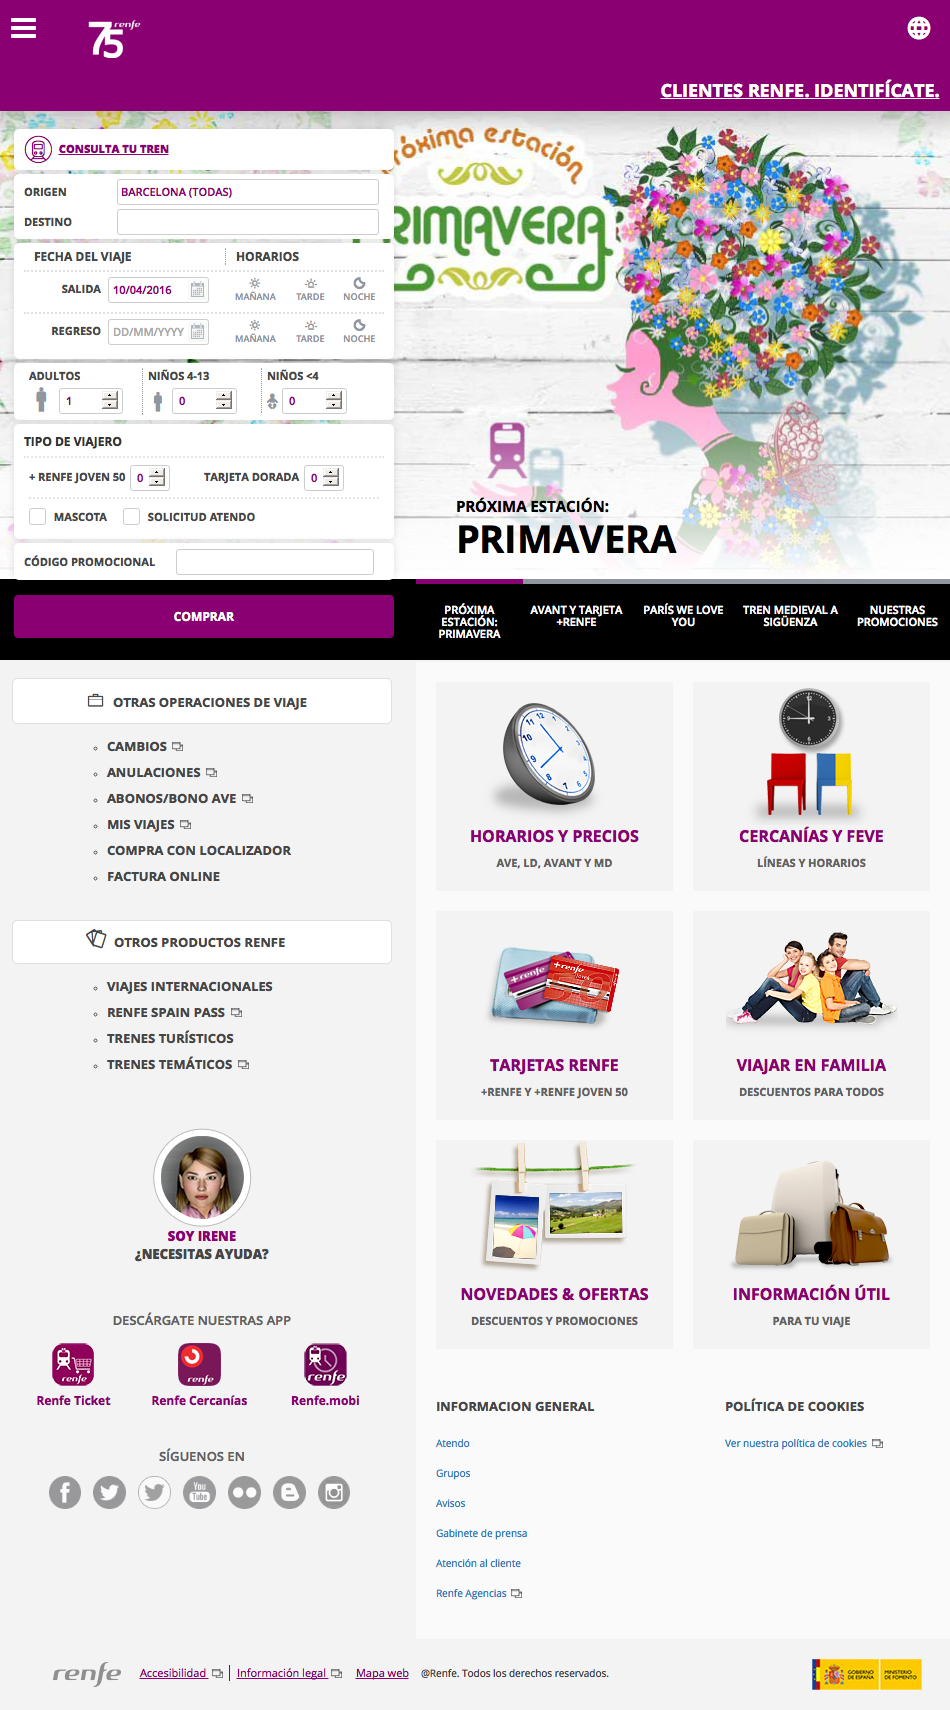 75 renfe
CLIENTES RENFE. IDENTIFÍCATE.
CONSULTA TU TREN
ORIGEN
BARCELONA (TODAS)
DESTINO
FECHA DEL VIAJE
HORARIOS
SALIDA
10/04/2016
MAÑANA
TARDE
NOCHE
REGRESO
DD/MM/YYYY
MAÑANA
TARDE
NOCHE
ADULTOS
1
NIÑOS 4-13
0
NIÑOS <4
0
TIPO DE VIAJERO
+ RENFE JOVEN 50
0
TARJETA DORADA
0
MASCOTA
SOLICITUD ATENDO
CÓDIGO PROMOCIONAL
COMPRAR
róxima estación
RIMAVERA
PRÓXIMA ESTACIÓN:
PRIMAVERA
PRÓXIMA
ESTACIÓN:
PRIMAVERA
AVANT Y TARJETA
+RENFE
PARÍS WE LOVE
YOU
TREN MEDIEVAL A
SIGÜENZA
NUESTRAS
PROMOCIONES
OTRAS OPERACIONES DE VIAJE
CAMBIOS
ANULACIONES
ABONOS/BONO AVE
MIS VIAJES
COMPRA CON LOCALIZADOR
FACTURA ONLINE
OTROS PRODUCTOS RENFE
VIAJES INTERNACIONALES
RENFE SPAIN PASS
TRENES TURÍSTICOS
TRENES TEMÁTICOS
SOY IRENE
¿NECESITAS AYUDA?
DESCÁRGATE NUESTRAS APP
renfe
renfe
renfe
Renfe Ticket
Renfe Cercanías
Renfe.mobi
SÍGUENOS EN
You
Tube
HORARIOS Y PRECIOS
AVE, LD, AVANT Y MD
CERCANÍAS Y FEVE
LÍNEAS Y HORARIOS
+renfe
+renfe
TARJETAS RENFE
+RENFE Y +RENFE JOVEN 50
VIAJAR EN FAMILIA
DESCUENTOS PARA TODOS
NOVEDADES & OFERTAS
DESCUENTOS Y PROMOCIONES
INFORMACIÓN ÚTIL
PARA TU VIAJE
INFORMACION GENERAL
Atendo
Grupos
Avisos
Gabinete de prensa
Atención al cliente
Renfe Agencias
POLÍTICA DE COOKIES
Ver nuestra política de cookies
renfe
Accesibilidad
Información legal
Mapa web
@Renfe. Todos los derechos reservados.
GOBIERNO
DE ESPAÑA
MINISTERIO
DE FOMENTO